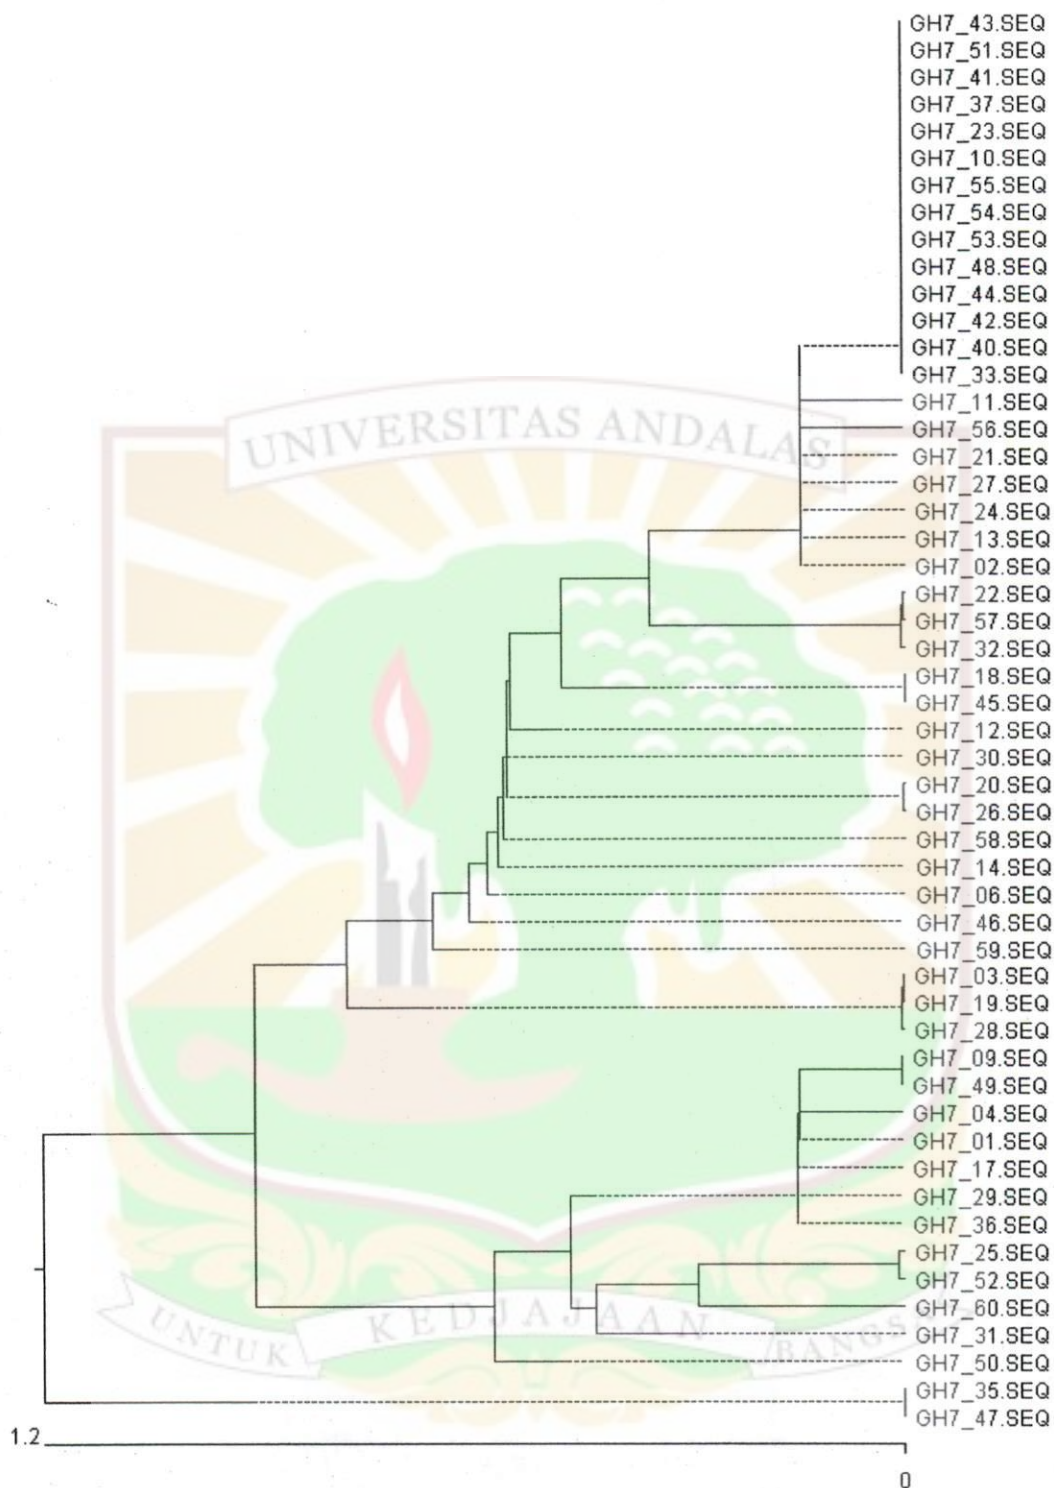 GH7_43.SEQ
GH7_51.SEQ
GH7_41.SEQ
GH7_37.SEQ
GH7_23.SEQ
GH7_10.SEQ
GH7_55.SEQ
GH7_54.SEQ
GH7_53.SEQ
GH7_48.SEQ
GH7_44.SEQ
GH7_42.SEQ
GH7_40.SEQ
GH7_33.SEQ
GH7_11.SEQ
UNIVERSITAS ANDALAS
GH7_56.SEQ
GH7_21.SEQ
GH7_27.SEQ
GH7_24.SEQ
GH7_13.SEQ
GH7_02.SEQ
GH7_22.SEQ
GH7_57.SEQ
GH7_32.SEQ
GH7_18.SEQ
GH7_45.SEQ
GH7_12.SEQ
GH7_30.SEQ
GH7_20.SEQ
GH7_26.SEQ
GH7_58.SEQ
GH7_14.SEQ
GH7_06.SEQ
GH7_46.SEQ
GH7_59.SEQ
GH7_03.SEQ
GH7_19.SEQ
GH7_28.SEQ
GH7_09.SEQ
GH7_49.SEQ
GH7_04.SEQ
GH7_01.SEQ
GH7_17.SEQ
GH7_29.SEQ
GH7_36.SEQ
GH7_25.SEQ
GH7_52.SEQ
GH7_60.SEQ
UNTUK KEDJAJAAN BANGSA
GH7_31.SEQ
GH7_50.SEQ
GH7_35.SEQ
GH7_47.SEQ
1.2
0